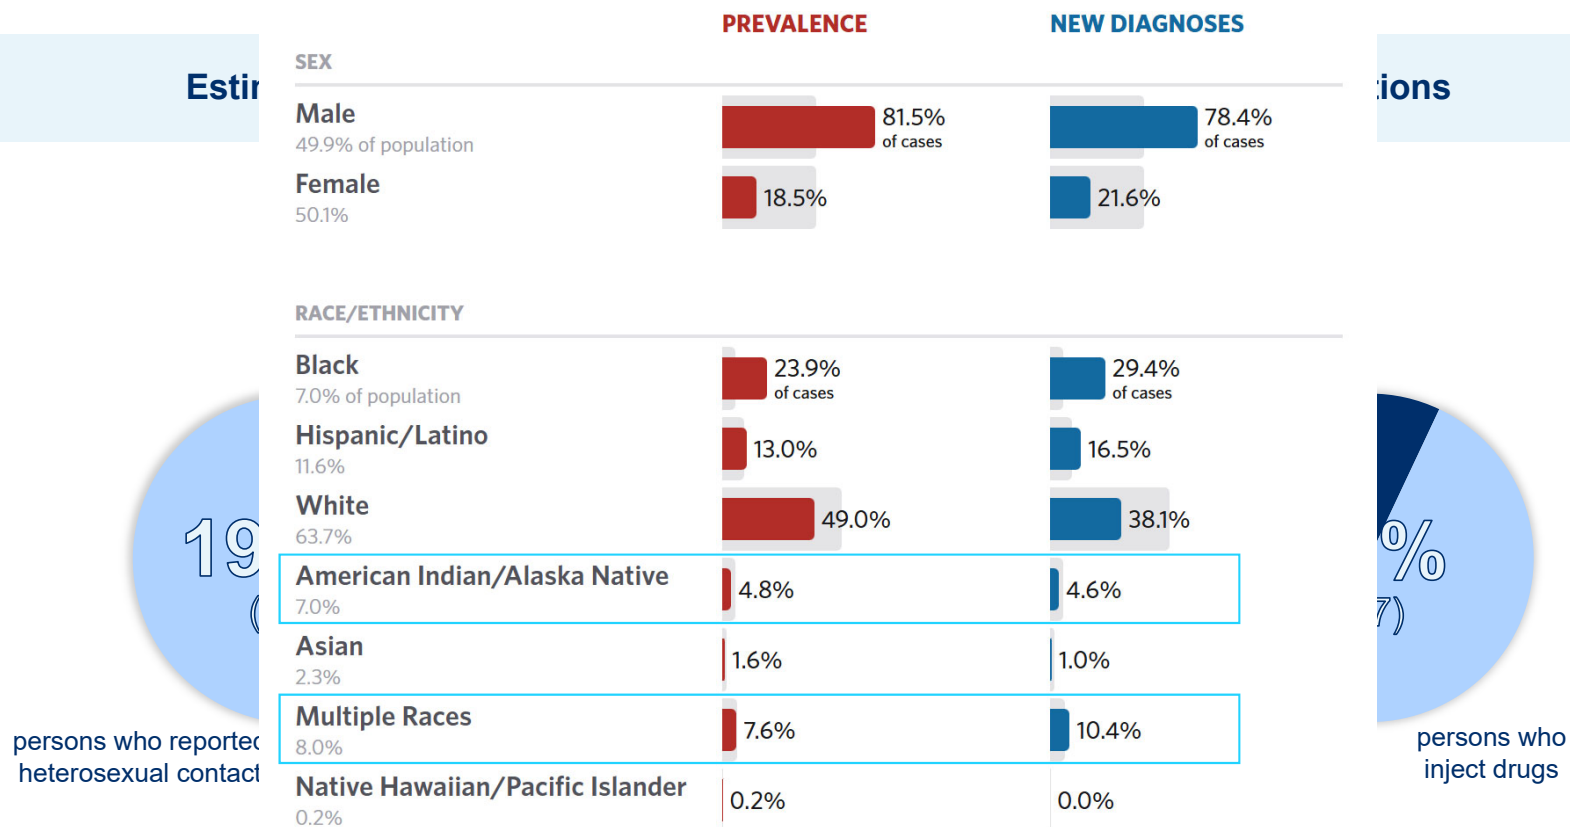 PREVALENCE NEW DIAGNOSES
SEX
Male 81.5% 78.4%
49.9% of population of cases of cases
Female 18.5% 21.6%
50.1%
RACE/ETHNICITY
Black 23.9% 29.4%
7.0% of population of cases of cases
Hispanic/Latino 13.0% 16.5%
11.6%
White 49.0% 38.1%
63.7%
American Indian/Alaska Native 4.8% 4.6%
7.0%
Asian 1.6% 1.0%
2.3%
Multiple Races 7.6% 10.4%
8.0%
Native Hawaiian/Pacific Islander 0.2% 0.0%
0.2%
19
persons who reported
heterosexual contact
%
7)
persons who
inject drugs